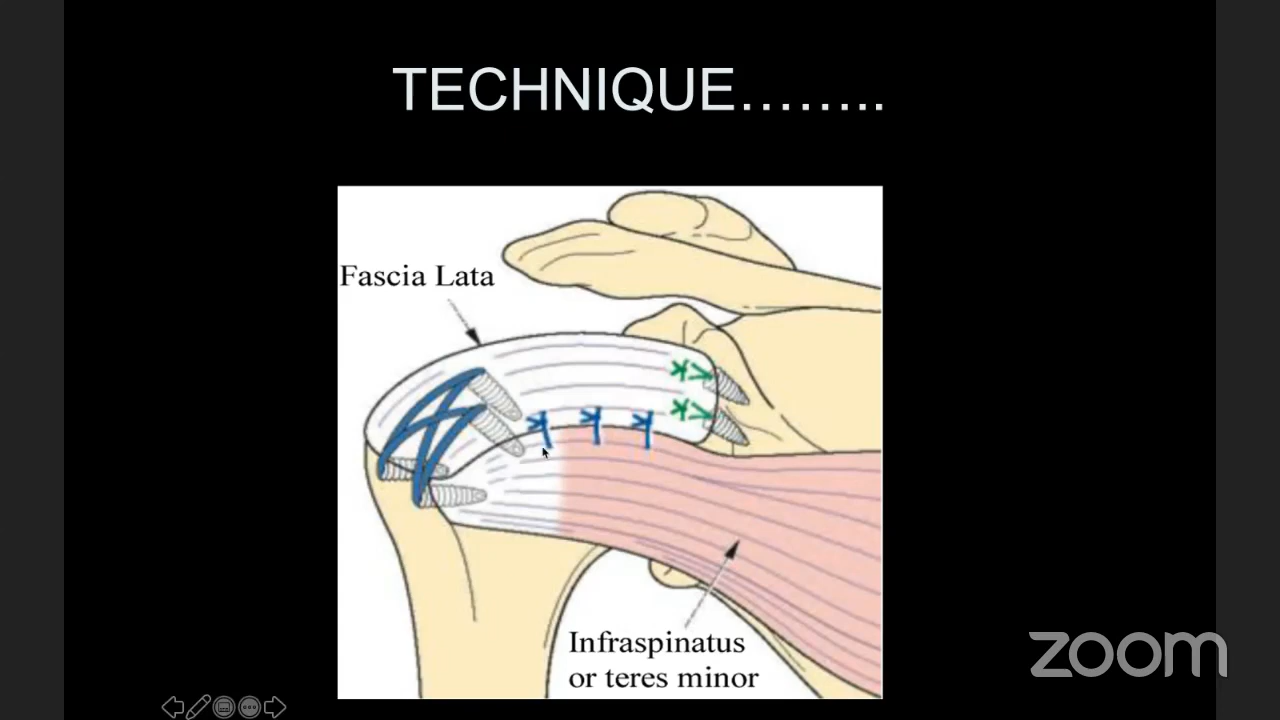 TECHNIQUE……..
Fascia Lata
Infraspinatus
or teres minor
zoom